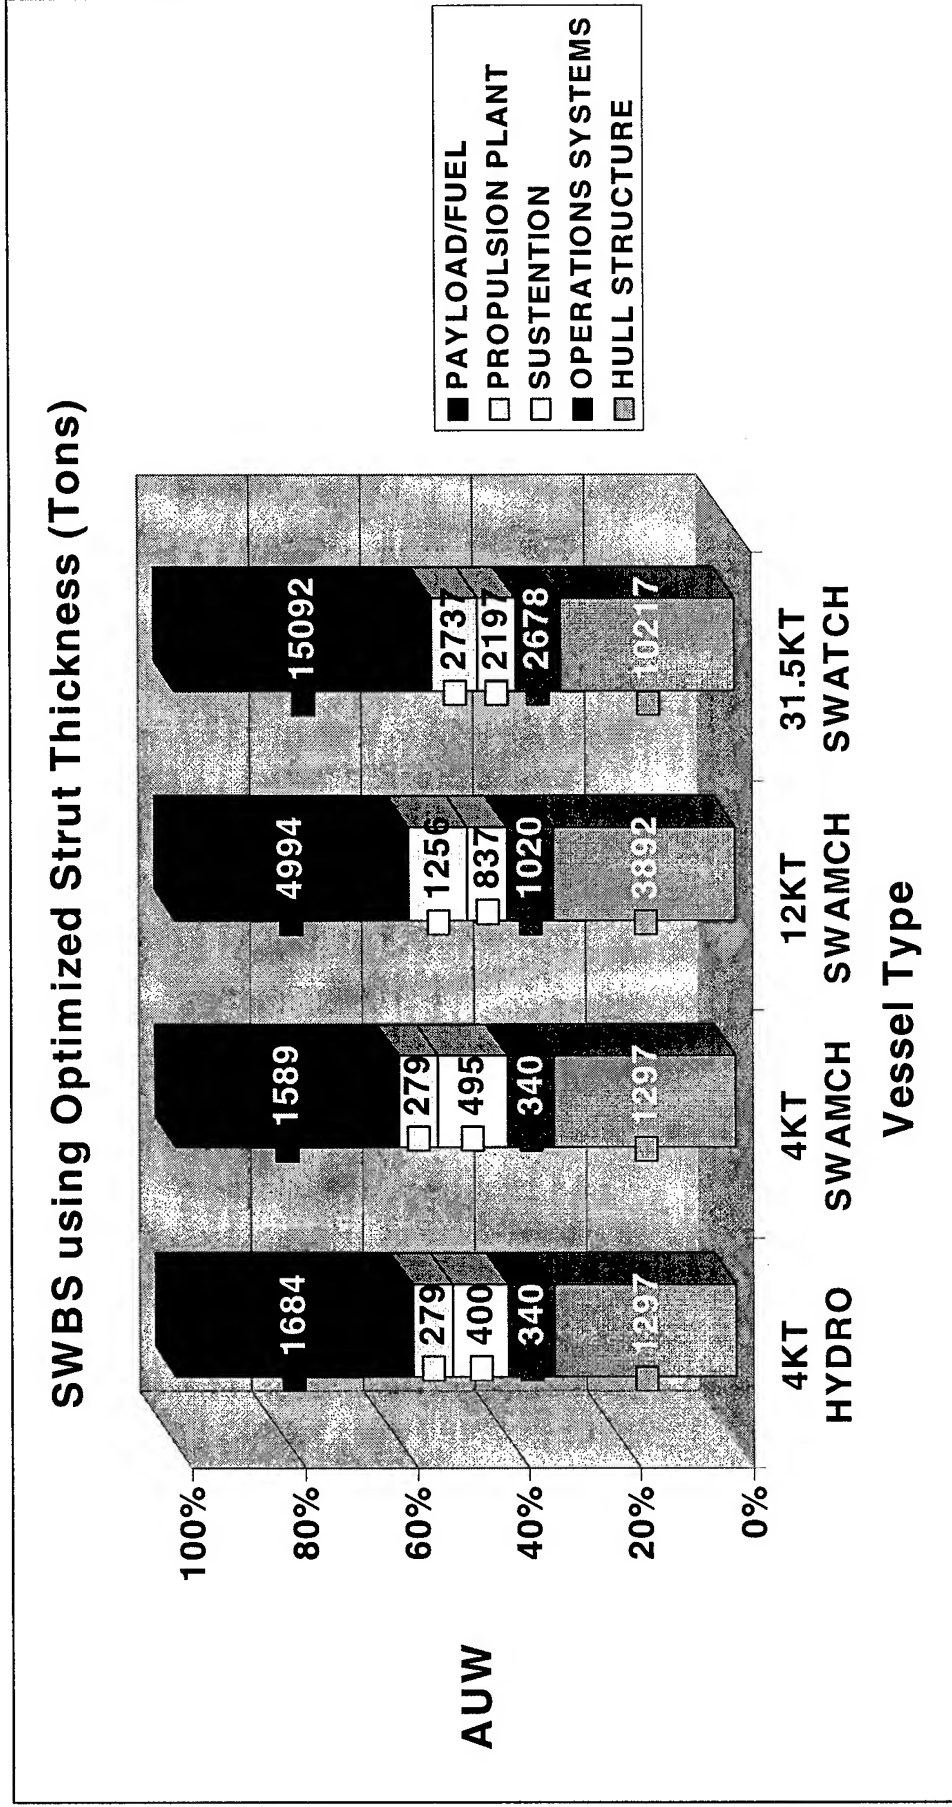 SWBS using Optimized Strut Thickness (Tons)
AUW
100%
80%
60%
40%
20%
0%
1684
279
400
340
1297
1589
279
495
340
1297
4994
1256
837
1020
3892
15092
2737
2197
2678
10217
4KT
HYDRO
4KT
SWAMCH
12KT
SWAMCH
31.5KT
SWATCH
Vessel Type
PAYLOAD/FUEL
PROPULSION PLANT
SUSTENTION
OPERATIONS SYSTEMS
HULL STRUCTURE